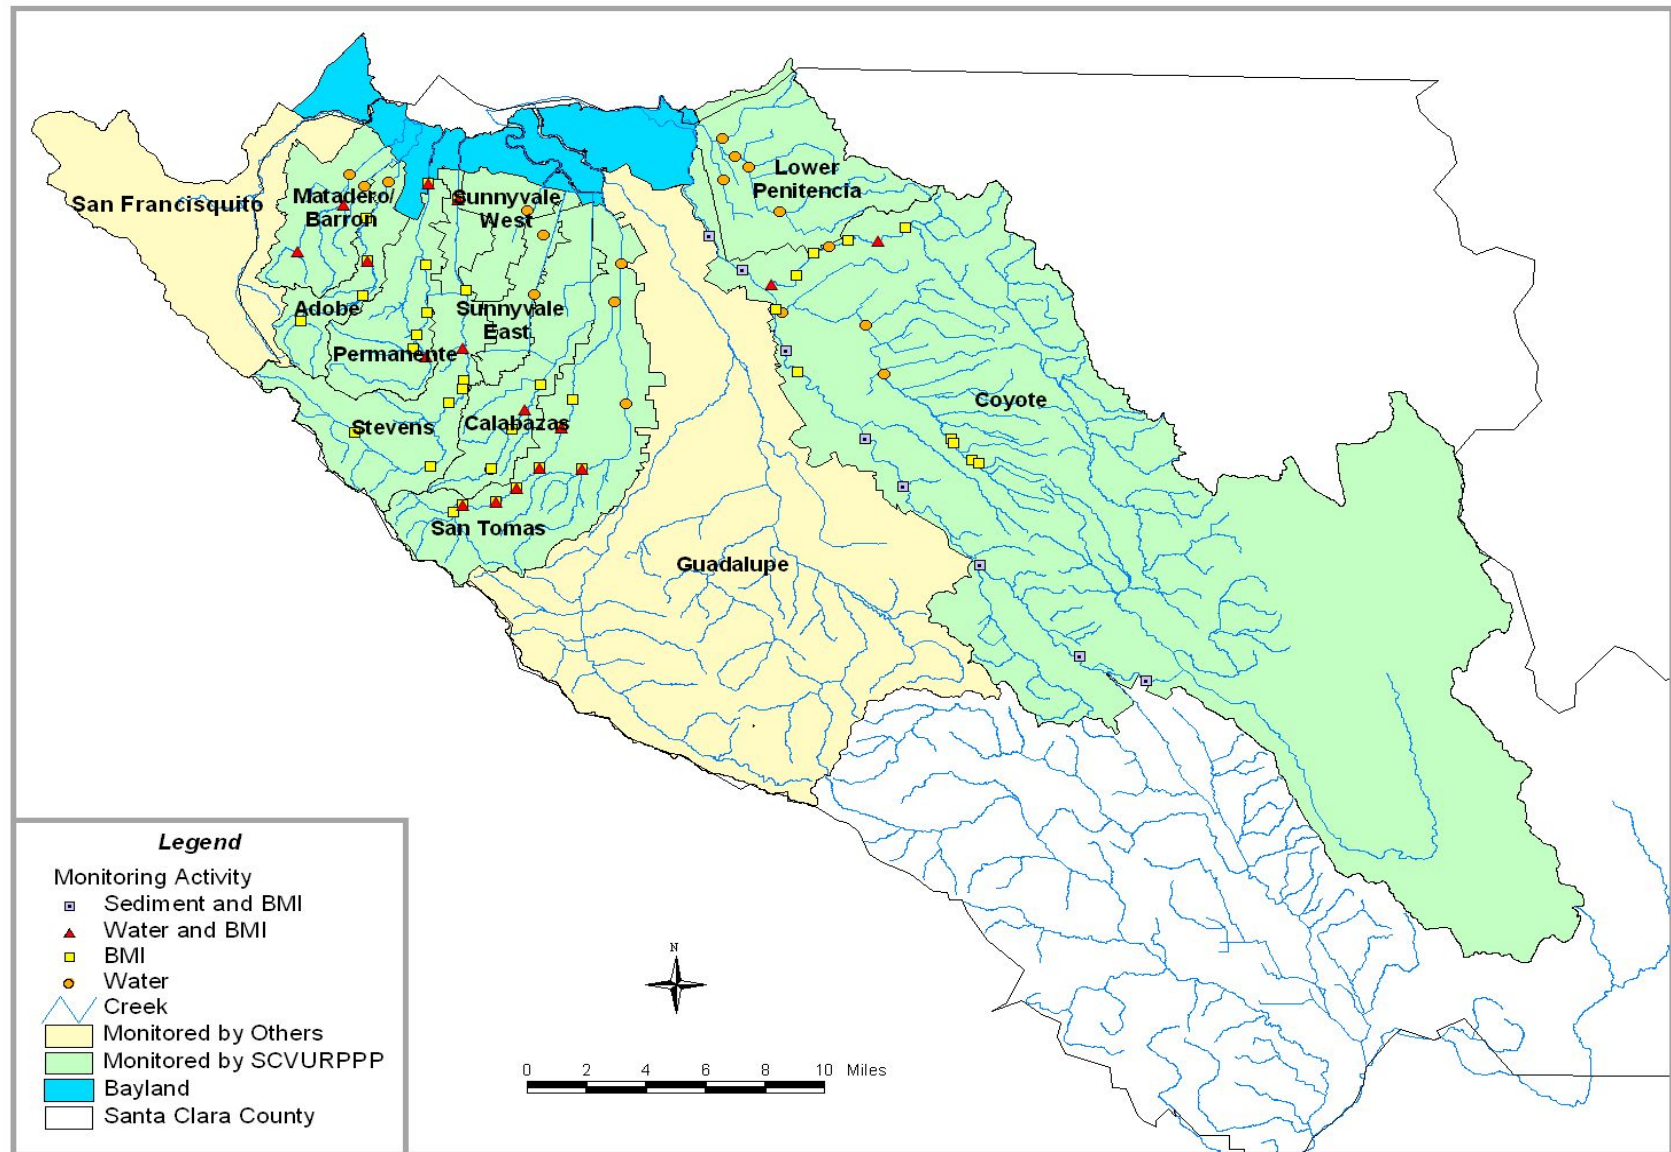 San Francisquito
Matadero/
Barron
Sunnyvale
West
Lower
Penitencia
Adobe
Sunnyvale
East
Permanente
Stevens
Calabazas
Coyote
San Tomas
Guadalupe
Legend
Monitoring Activity
Sediment and BMI
Water and BMI
BMI
Water
Creek
Monitored by Others
Monitored by SCVURPPP
Bayland
Santa Clara County
N
0 2 4 6 8 10 Miles